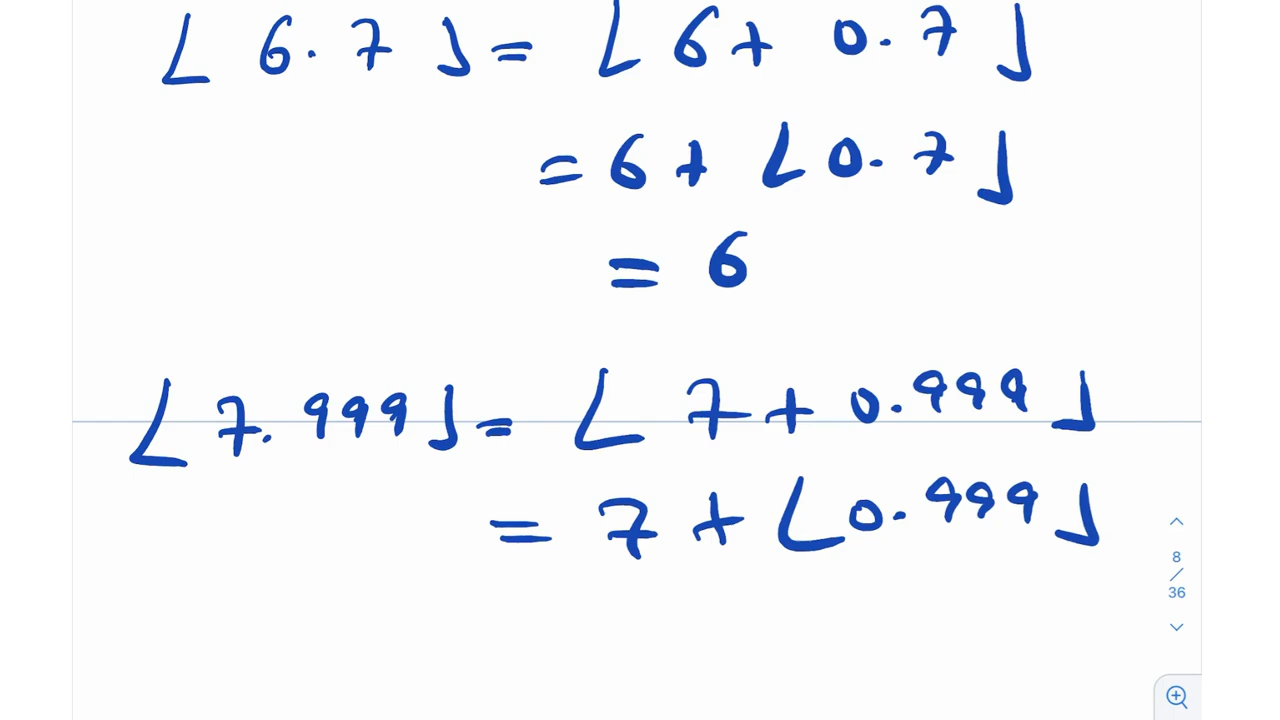 ⌊ 6.7 ⌋ = ⌊ 6 + 0.7 ⌋
= 6 + ⌊ 0.7 ⌋
= 6
⌊ 7.999 ⌋ = ⌊ 7 + 0.999 ⌋
= 7 + ⌊ 0.999 ⌋
8
/
36